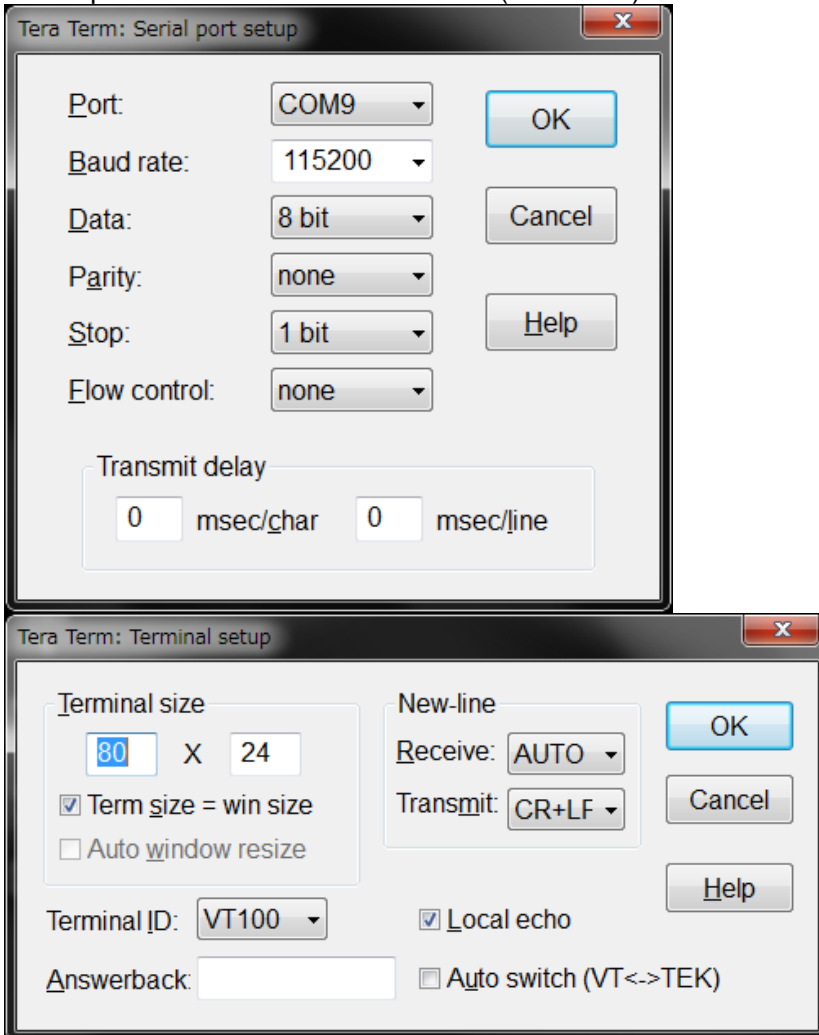 Tera Term: Serial port setup
Port: COM9 OK
Baud rate: 115200
Data: 8 bit Cancel
Parity: none
Stop: 1 bit Help
Flow control: none
Transmit delay
0 msec/char 0 msec/line
Tera Term: Terminal setup
Terminal size New-line OK
80 X 24 Receive: AUTO
Term size = win size Transmit: CR+LF Cancel
Auto window resize
Help
Terminal ID: VT100 Local echo
Answerback: Auto switch (VT<->TEK)